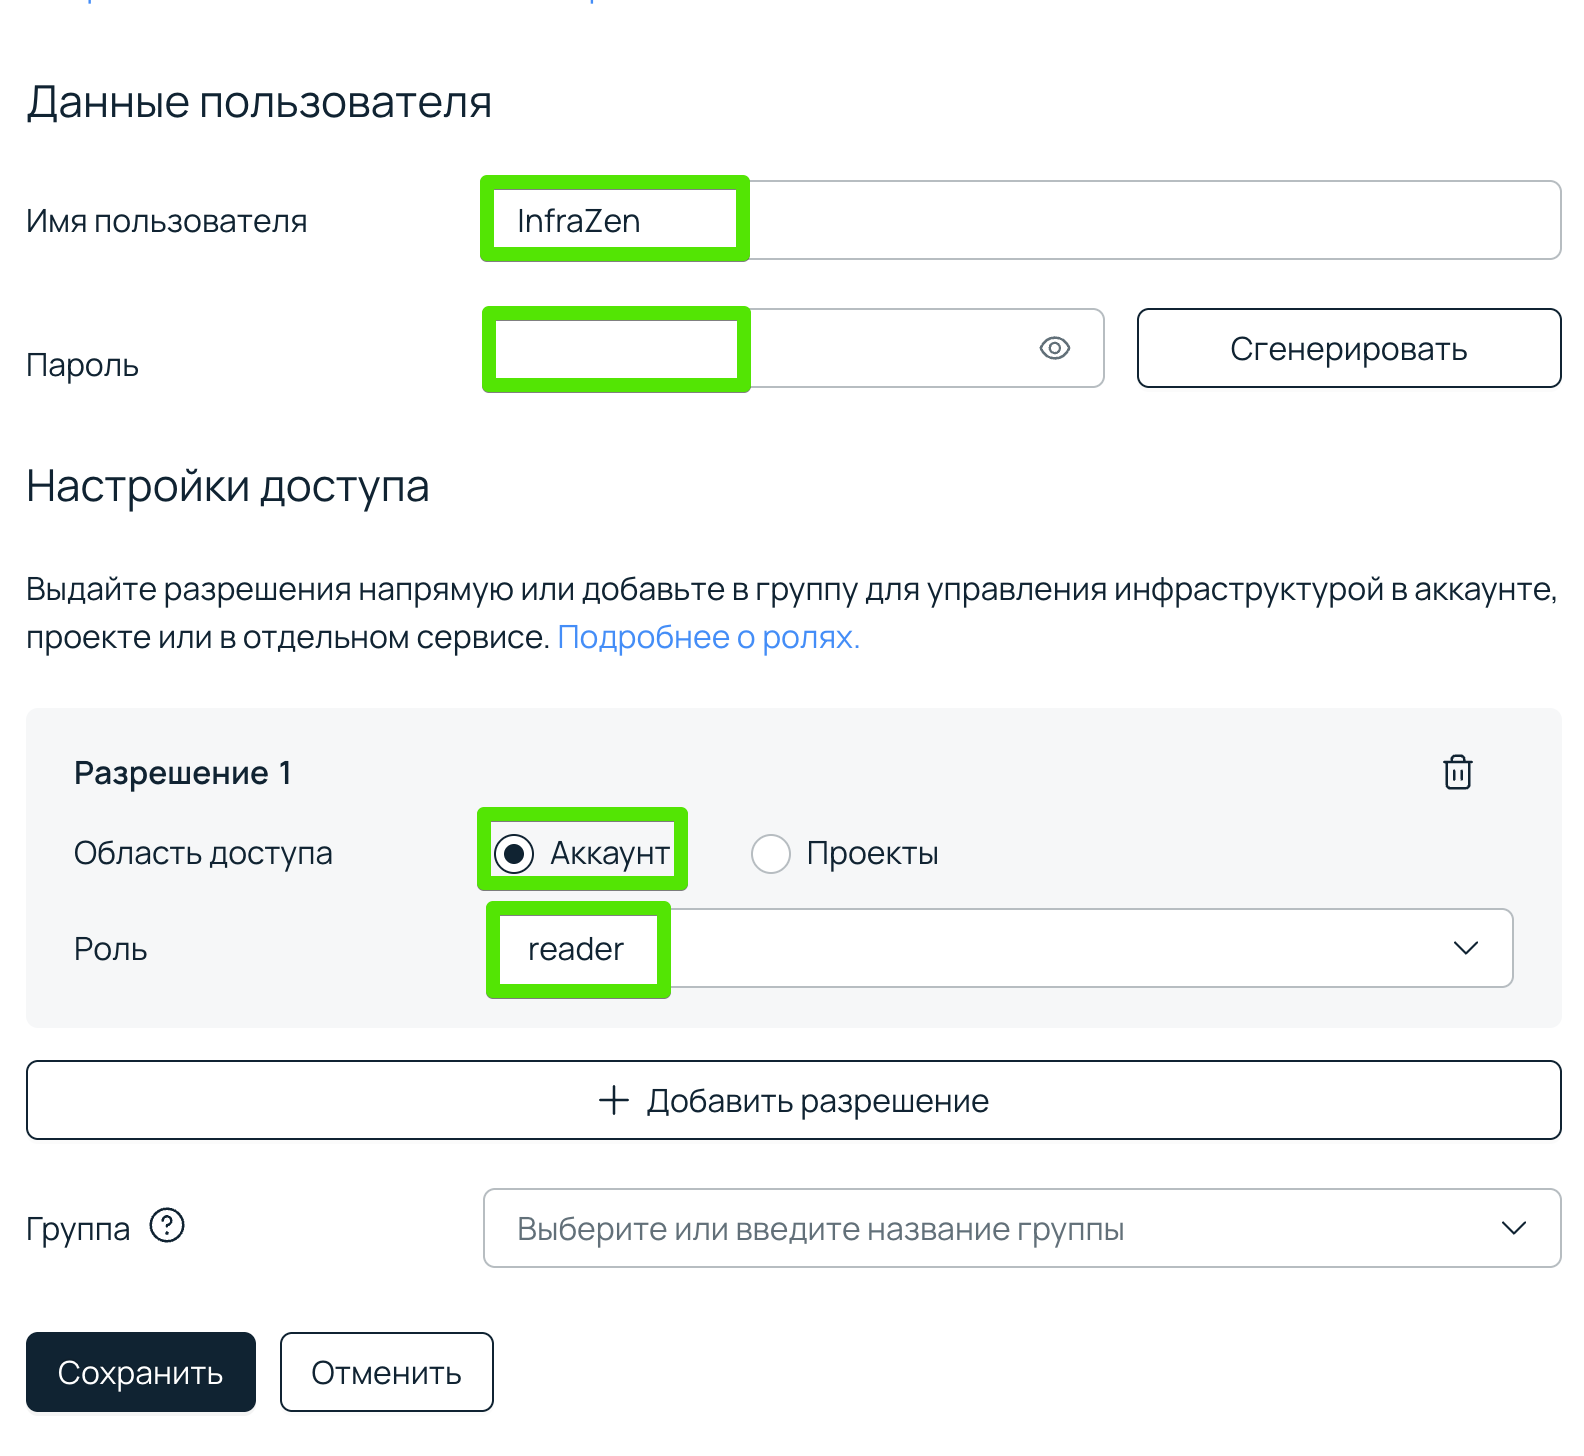 Данные пользователя
Имя пользователя
InfraZen
Пароль
Сгенерировать
Настройки доступа
Выдайте разрешения напрямую или добавьте в группу для управления инфраструктурой в аккаунте,
проекте или в отдельном сервисе. Подробнее о ролях.
Разрешение 1
Область доступа
Аккаунт
Проекты
Роль
reader
+ Добавить разрешение
Группа ?
Выберите или введите название группы
Сохранить
Отменить